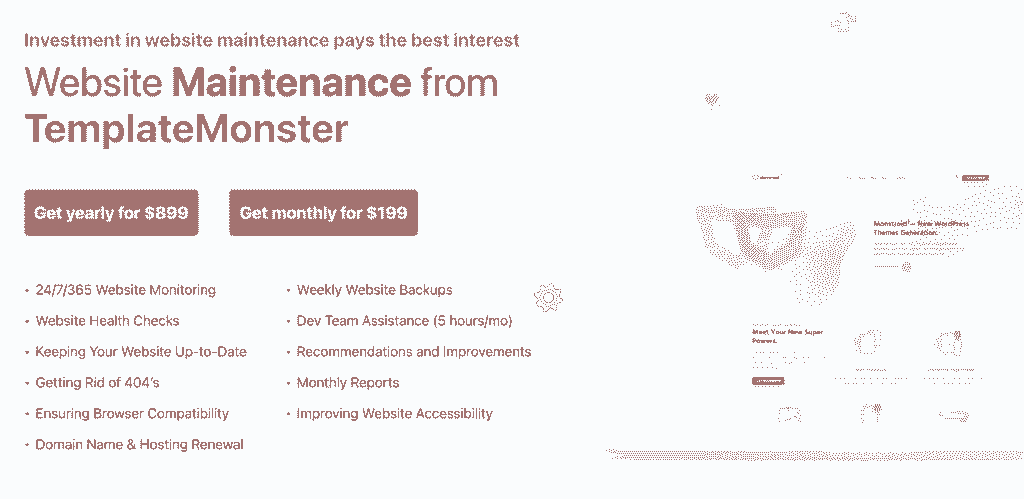 Investment in website maintenance pays the best interest
Website Maintenance from
TemplateMonster
Get yearly for $899
Get monthly for $199
• 24/7/365 Website Monitoring
• Website Health Checks
• Keeping Your Website Up-to-Date
• Getting Rid of 404's
• Ensuring Browser Compatibility
• Domain Name & Hosting Renewal
• Weekly Website Backups
• Dev Team Assistance (5 hours/mo)
• Recommendations and Improvements
• Monthly Reports
• Improving Website Accessibility
Monstroid² – New WordPress
Themes Generation.
Meet Your New Super
Powers.